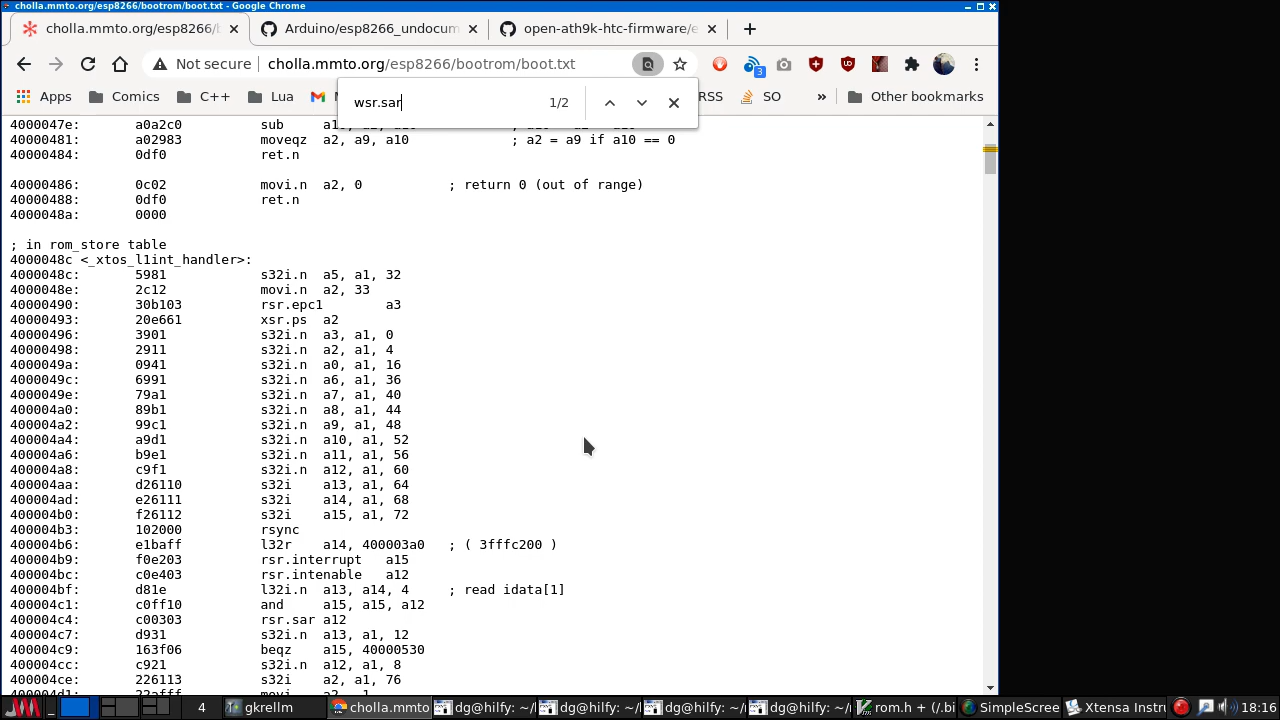 cholla.mmto.org/esp8266/bootrom/boot.txt - Google Chrome
cholla.mmto.org/esp8266/b
Arduino/esp8266_undocum
open-ath9k-htc-firmware/e
Not secure
cholla.mmto.org/esp8266/bootrom/boot.txt
3
Apps
Comics
C++
Lua
RSS
SO
Other bookmarks
wsr.sar
1/2
4000047e: a0a2c0 sub
40000481: a02983 moveqz a2, a9, a10 ; a2 = a9 if a10 == 0
40000484: 0df0 ret.n
40000486: 0c02 movi.n a2, 0 ; return 0 (out of range)
40000488: 0df0 ret.n
4000048a: 0000
; in rom_store table
4000048c <_xtos_l1int_handler>:
4000048c: 5981 s32i.n a5, a1, 32
4000048e: 2c12 movi.n a2, 33
40000490: 30b103 rsr.epc1 a3
40000493: 20e661 xsr.ps a2
40000496: 3901 s32i.n a3, a1, 0
40000498: 2911 s32i.n a2, a1, 4
4000049a: 0941 s32i.n a0, a1, 16
4000049c: 6991 s32i.n a6, a1, 36
4000049e: 79a1 s32i.n a7, a1, 40
400004a0: 89b1 s32i.n a8, a1, 44
400004a2: 99c1 s32i.n a9, a1, 48
400004a4: a9d1 s32i.n a10, a1, 52
400004a6: b9e1 s32i.n a11, a1, 56
400004a8: c9f1 s32i.n a12, a1, 60
400004aa: d26110 s32i a13, a1, 64
400004ad: e26111 s32i a14, a1, 68
400004b0: f26112 s32i a15, a1, 72
400004b3: 102000 rsync
400004b6: e1baff l32r a14, 400003a0 ; ( 3fffc200 )
400004b9: f0e203 rsr.interrupt a15
400004bc: c0e403 rsr.intenable a12
400004bf: d81e l32i.n a13, a14, 4 ; read idata[1]
400004c1: c0ff10 and a15, a15, a12
400004c4: c00303 rsr.sar a12
400004c7: d931 s32i.n a13, a1, 12
400004c9: 163f06 beqz a15, 40000530
400004cc: c921 s32i.n a12, a1, 8
400004ce: 226113 s32i a2, a1, 76
400004d1: 22afff movi a2, 1
4
gkrellm
cholla.mmto
dg@hilfy: ~/
dg@hilfy: ~/
dg@hilfy: ~/
dg@hilfy: ~/
rom.h + (/.bi
SimpleScree
Xtensa Instr
18:16